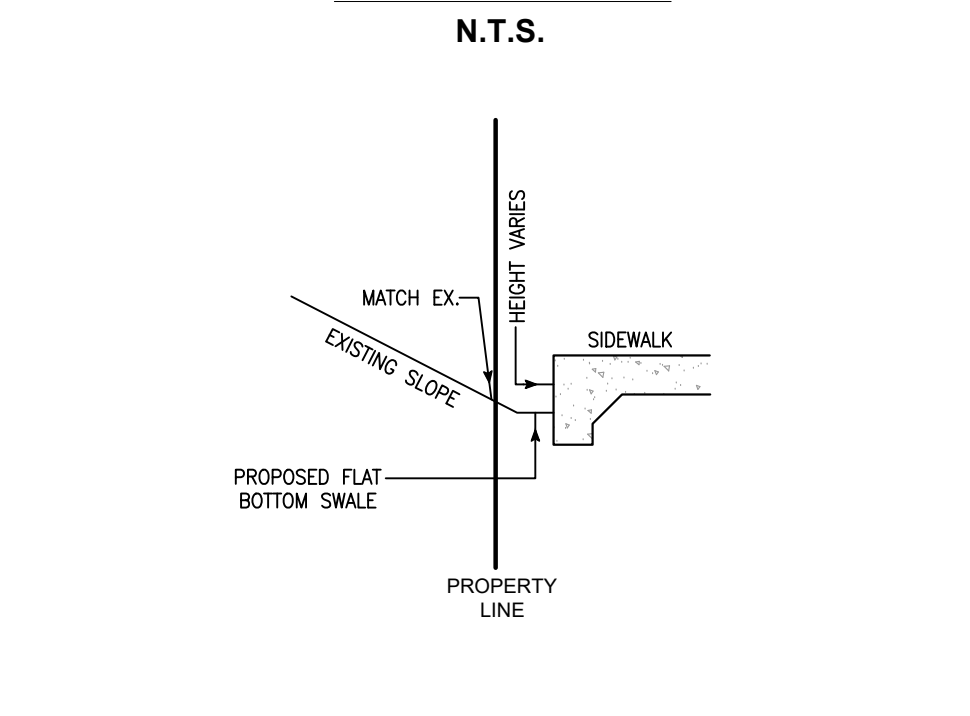 N.T.S.
HEIGHT VARIES
MATCH EX.
SIDEWALK
EXISTING SLOPE
PROPOSED FLAT
BOTTOM SWALE
PROPERTY
LINE